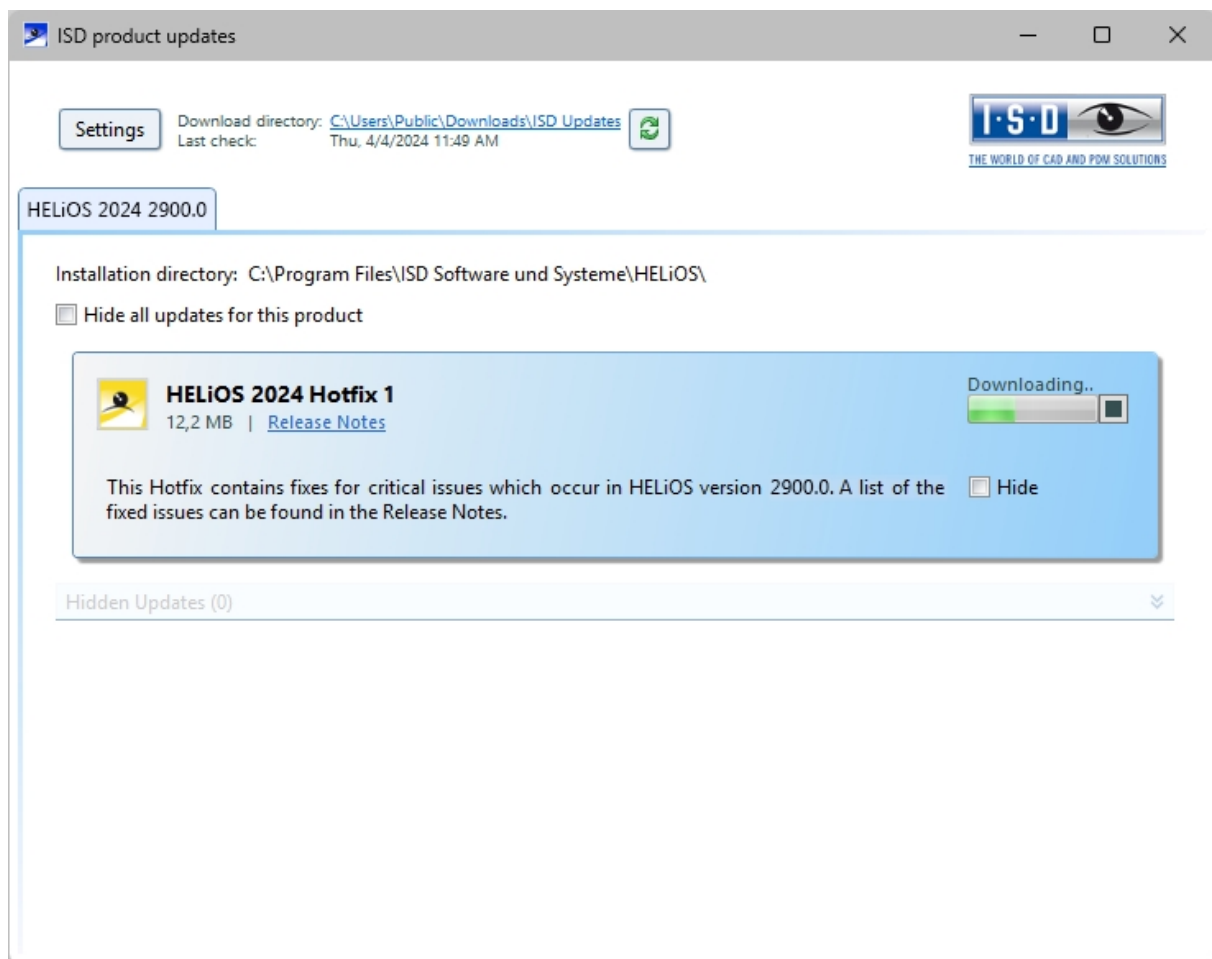 ISD product updates
Settings
Download directory: C:\Users\Public\Downloads\ISD Updates
Last check: Thu, 4/4/2024 11:49 AM
I·S·D
THE WORLD OF CAD AND PDM SOLUTIONS
HELiOS 2024 2900.0
Installation directory: C:\Program Files\ISD Software und Systeme\HELiOS\
Hide all updates for this product
HELiOS 2024 Hotfix 1
12,2 MB | Release Notes
Downloading..
This Hotfix contains fixes for critical issues which occur in HELiOS version 2900.0. A list of the
fixed issues can be found in the Release Notes.
Hide
Hidden Updates (0)